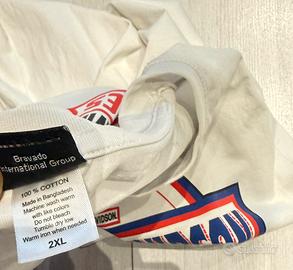 Bravado
International Group
100 % COTTON
Made in Bangladesh
Machine wash warm
with like colors
Do not bleach
Tumble dry low
Warm iron when needed
2XL
DAVIDSON.